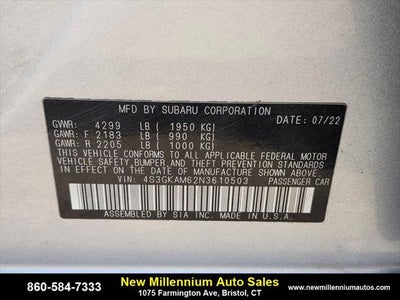 MFD BY SUBARU CORPORATION
GVWR: 4299 LB (1950 KG) DATE: 07/22
GAWR: F 2183 LB (990 KG)
GAWR: R 2205 LB (1000 KG)
THIS VEHICLE CONFORMS TO ALL APPLICABLE FEDERAL MOTOR
VEHICLE SAFETY, BUMPER, AND THEFT PREVENTION STANDARDS
IN EFFECT ON THE DATE OF MANUFACTURE SHOWN ABOVE.
VIN: 4S3GKAM62N3610503 PASSENGER CAR
ASSEMBLED BY SIA INC. MADE IN U.S.A.
860-584-7333
New Millennium Auto Sales
1075 Farmington Ave, Bristol, CT
www.newmillenniumautos.com